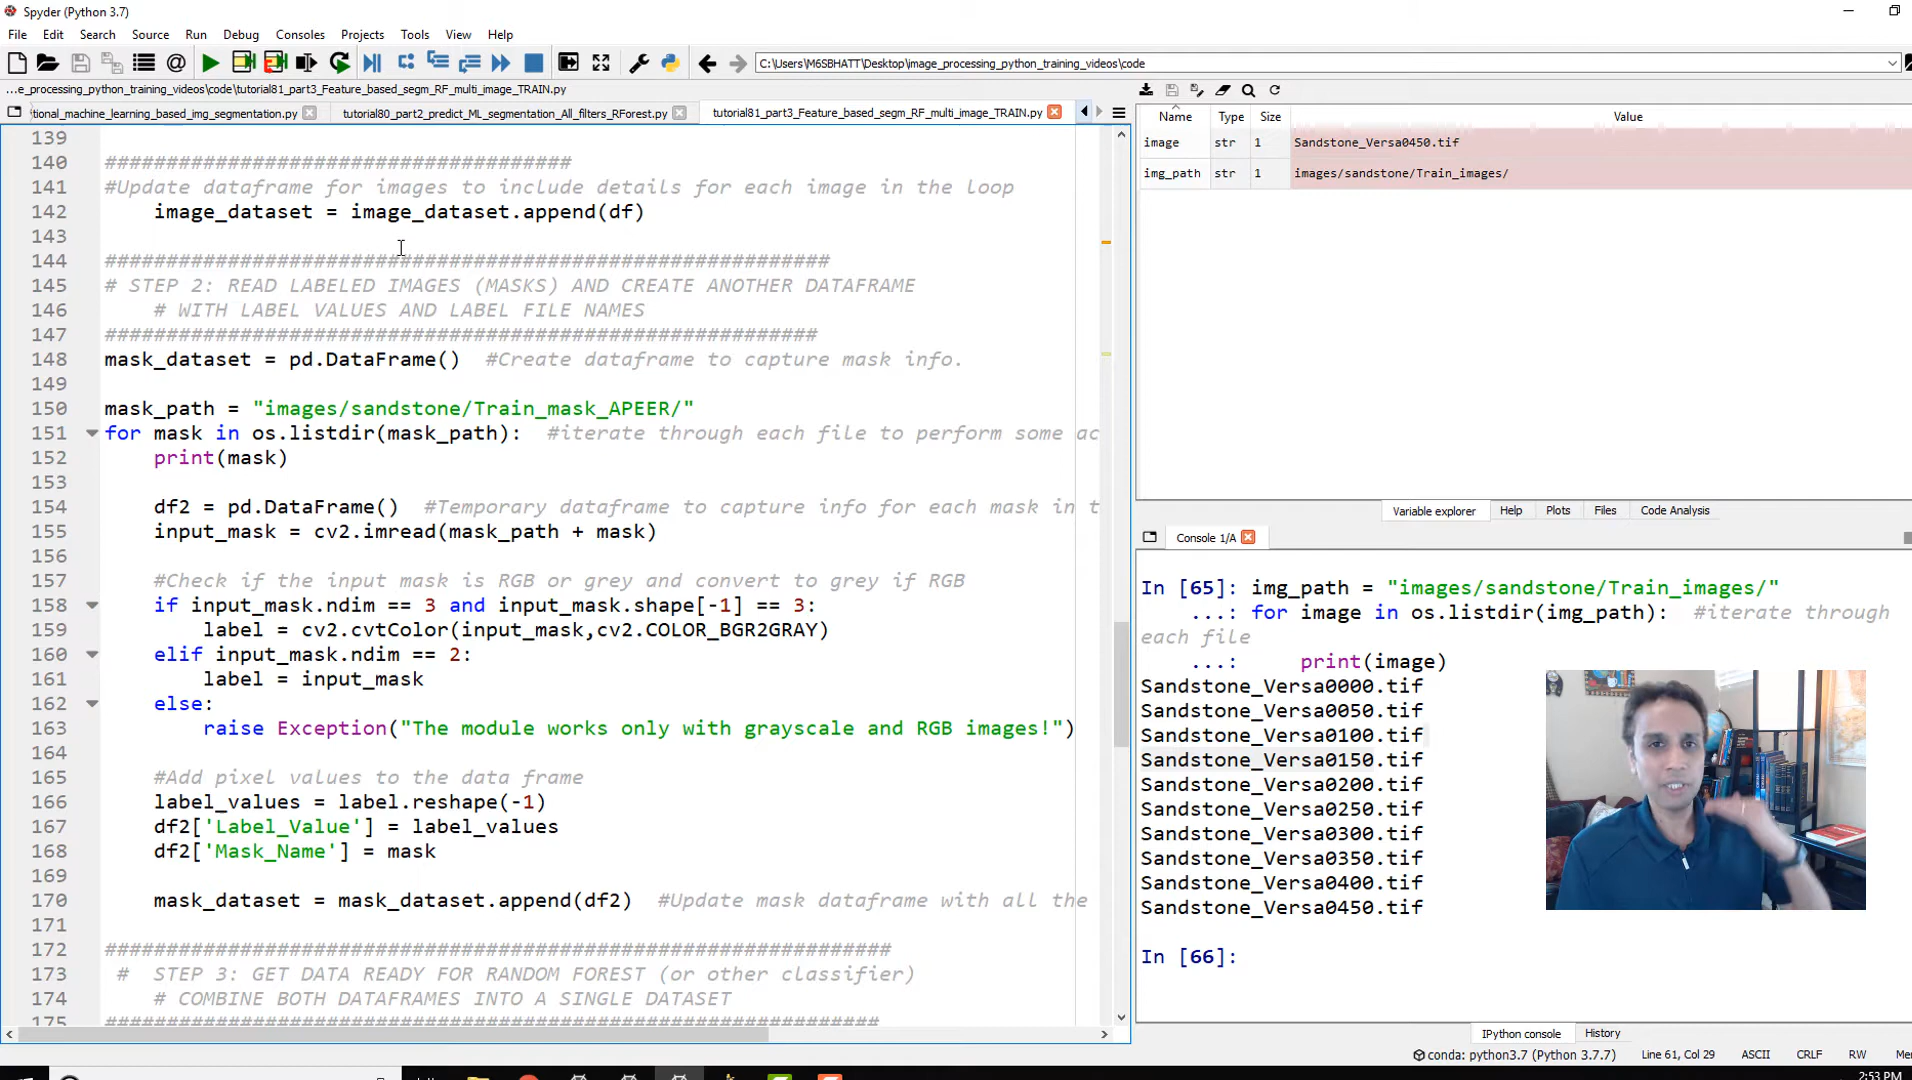 Spyder (Python 3.7)
File Edit Search Source Run Debug Consoles Projects Tools View Help
C:\Users\M6SBHATT\Desktop\image_processing_python_training_videos\code
...e_processing_python_training_videos\code\tutorial81_part3_Feature_based_segm_RF_multi_image_TRAIN.py
tional_machine_learning_based_img_segmentation.py tutorial80_part2_predict_ML_segmentation_All_filters_RForest.py tutorial81_part3_Feature_based_segm_RF_multi_image_TRAIN.py
139
140 ######################################
141 #Update dataframe for images to include details for each image in the loop
142 image_dataset = image_dataset.append(df)
143
144 ###########################################################
145 # STEP 2: READ LABELED IMAGES (MASKS) AND CREATE ANOTHER DATAFRAME
146 # WITH LABEL VALUES AND LABEL FILE NAMES
147 ##########################################################
148 mask_dataset = pd.DataFrame() #Create dataframe to capture mask info.
149
150 mask_path = "images/sandstone/Train_mask_APEER/"
151 for mask in os.listdir(mask_path): #iterate through each file to perform some ac
152 print(mask)
153
154 df2 = pd.DataFrame() #Temporary dataframe to capture info for each mask in t
155 input_mask = cv2.imread(mask_path + mask)
156
157 #Check if the input mask is RGB or grey and convert to grey if RGB
158 if input_mask.ndim == 3 and input_mask.shape[-1] == 3:
159 label = cv2.cvtColor(input_mask,cv2.COLOR_BGR2GRAY)
160 elif input_mask.ndim == 2:
161 label = input_mask
162 else:
163 raise Exception("The module works only with grayscale and RGB images!")
164
165 #Add pixel values to the data frame
166 label_values = label.reshape(-1)
167 df2['Label_Value'] = label_values
168 df2['Mask_Name'] = mask
169
170 mask_dataset = mask_dataset.append(df2) #Update mask dataframe with all the
171
172 ################################################################
173 # STEP 3: GET DATA READY FOR RANDOM FOREST (or other classifier)
174 # COMBINE BOTH DATAFRAMES INTO A SINGLE DATASET
175 ###############################################################
Name Type Size Value
image str 1 Sandstone_Versa0450.tif
img_path str 1 images/sandstone/Train_images/
Variable explorer Help Plots Files Code Analysis
Console 1/A
In [65]: img_path = "images/sandstone/Train_images/"
...: for image in os.listdir(img_path): #iterate through
each file
...: print(image)
Sandstone_Versa0000.tif
Sandstone_Versa0050.tif
Sandstone_Versa0100.tif
Sandstone_Versa0150.tif
Sandstone_Versa0200.tif
Sandstone_Versa0250.tif
Sandstone_Versa0300.tif
Sandstone_Versa0350.tif
Sandstone_Versa0400.tif
Sandstone_Versa0450.tif
In [66]:
IPython console History
conda: python3.7 (Python 3.7.7) Line 61, Col 29 ASCII CRLF RW Me
2:53 PM